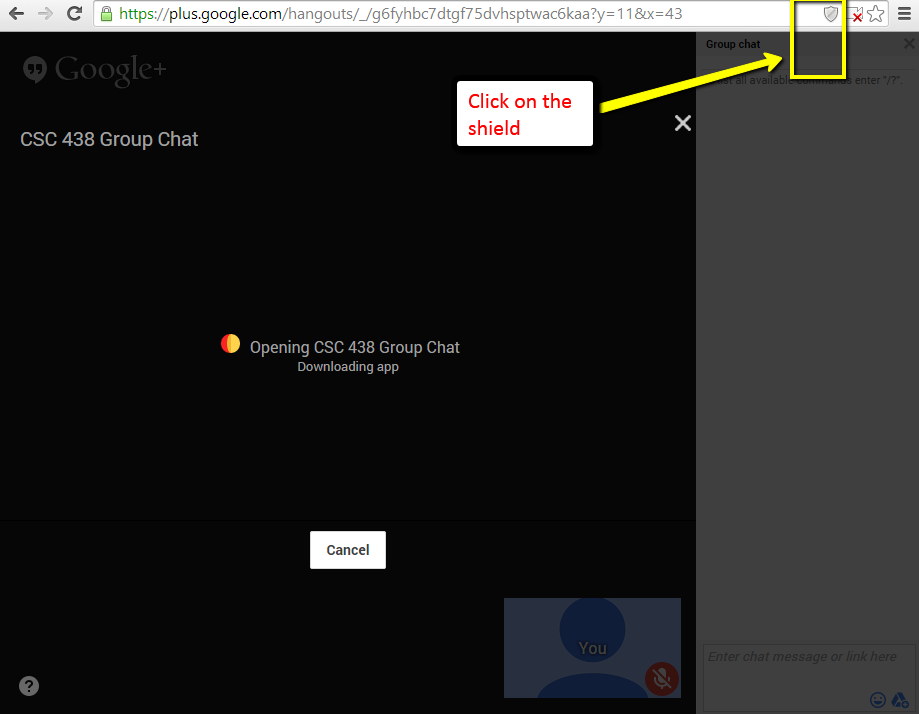 https://plus.google.com/hangouts/_/g6fyhbc7dtgf75dvhsptwac6kaa?y=11&x=43
Google+
Group chat
all available commands enter "/?".
Click on the
shield
CSC 438 Group Chat
Opening CSC 438 Group Chat
Downloading app
Cancel
You
Enter chat message or link here
?